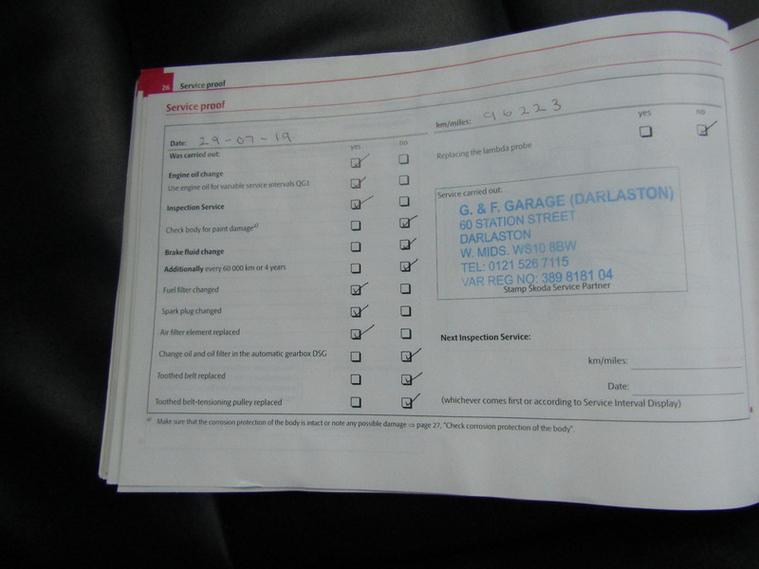 26 Service proof
Service proof
Date: 29-07-19
km/miles: 96223
yes no
yes no
Was carried out:
Replacing the lambda probe
Engine oil change
Use engine oil for variable service intervals QG1
Inspection Service
Check body for paint damage a)
Brake fluid change
Additionally every 60 000 km or 4 years
Fuel filter changed
Spark plug changed
Air filter element replaced
Change oil and oil filter in the automatic gearbox DSG
Toothed belt replaced
Toothed belt-tensioning pulley replaced
Service carried out:
G. & F. GARAGE (DARLASTON)
60 STATION STREET
DARLASTON
W. MIDS. WS10 8BW
TEL: 0121 526 7115
VAR REG NO: 389 8181 04
Stamp Škoda Service Partner
Next Inspection Service:
km/miles:
Date:
(whichever comes first or according to Service Interval Display)
a) Make sure that the corrosion protection of the body is intact or note any possible damage ⇒ page 27, "Check corrosion protection of the body".